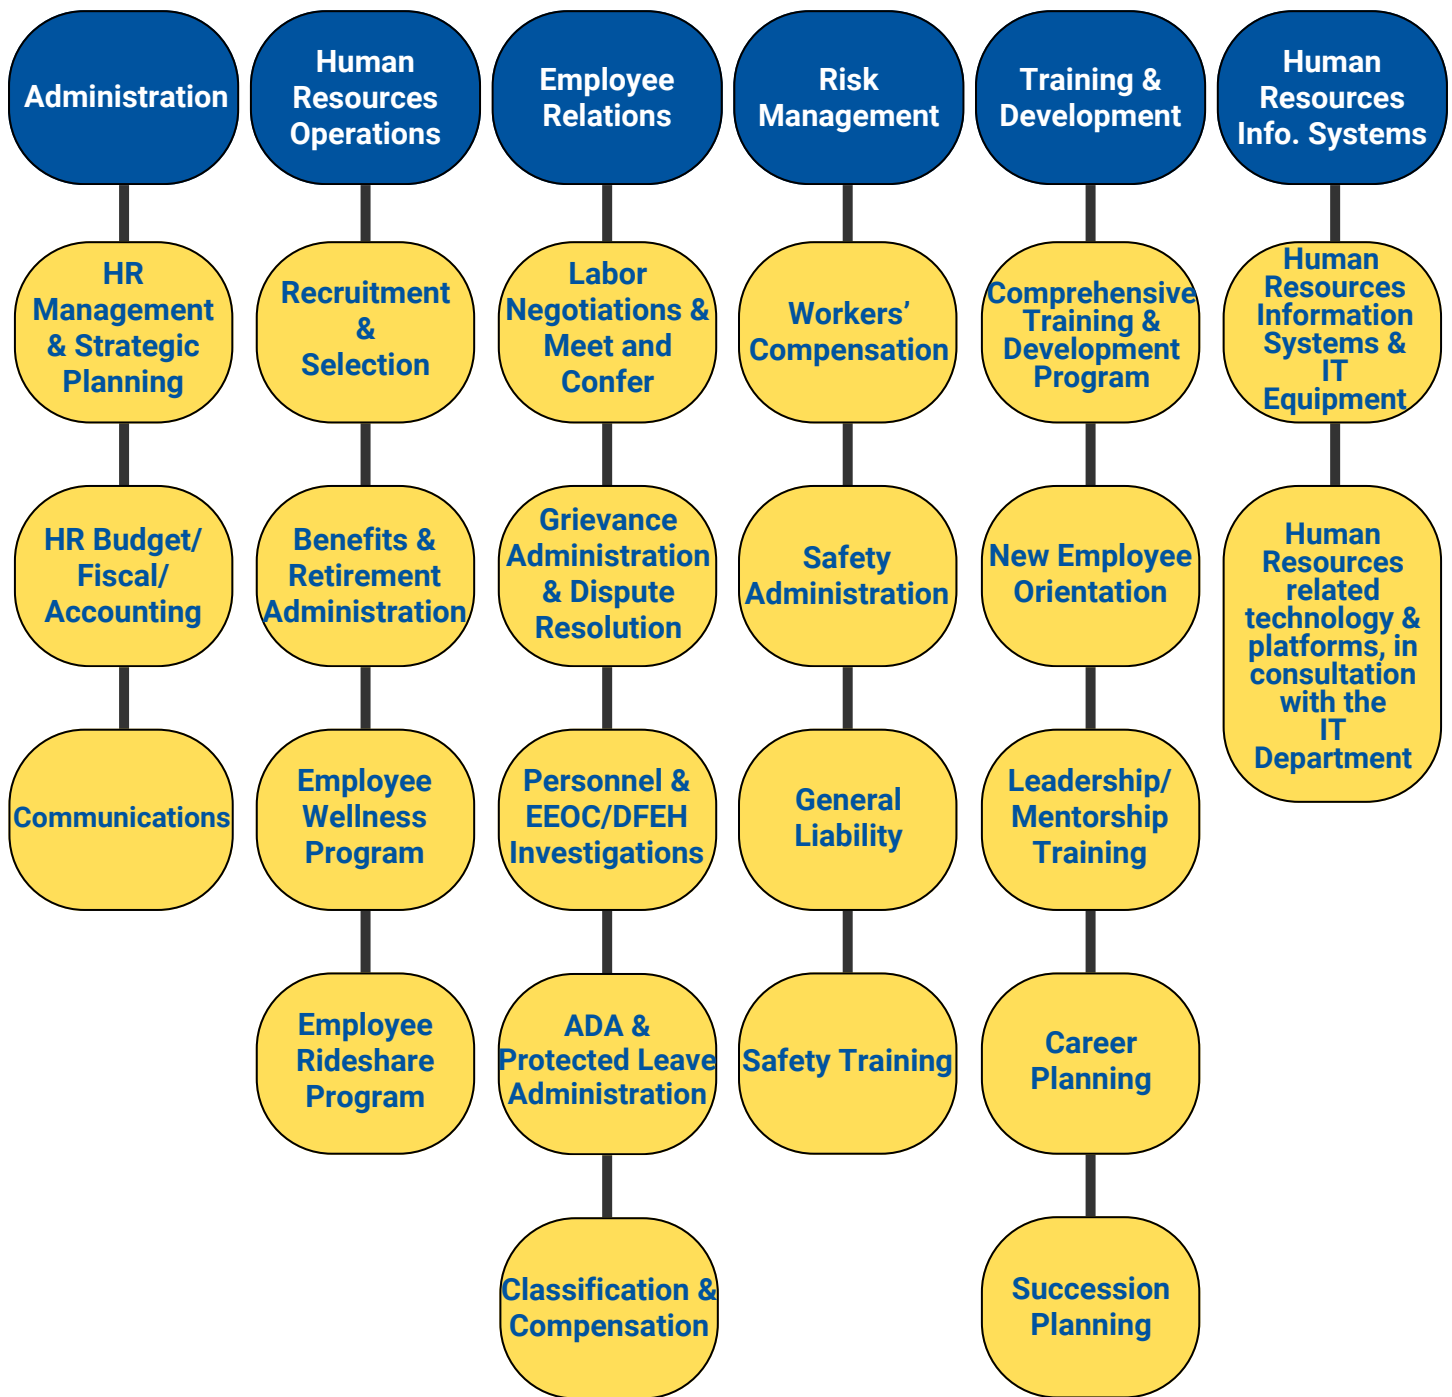 Administration
Human
Resources
Operations
Employee
Relations
Risk
Management
Training &
Development
Human
Resources
Info. Systems
HR
Management
& Strategic
Planning
Recruitment
&
Selection
Labor
Negotiations &
Meet and
Confer
Workers’
Compensation
Comprehensive
Training &
Development
Program
Human
Resources
Information
Systems &
IT
Equipment
HR Budget/
Fiscal/
Accounting
Benefits &
Retirement
Administration
Grievance
Administration
& Dispute
Resolution
Safety
Administration
New Employee
Orientation
Human
Resources
related
technology &
platforms, in
consultation
with the
IT
Department
Communications
Employee
Wellness
Program
Personnel &
EEOC/DFEH
Investigations
General
Liability
Leadership/
Mentorship
Training
Employee
Rideshare
Program
ADA &
Protected Leave
Administration
Safety Training
Career
Planning
Classification &
Compensation
Succession
Planning